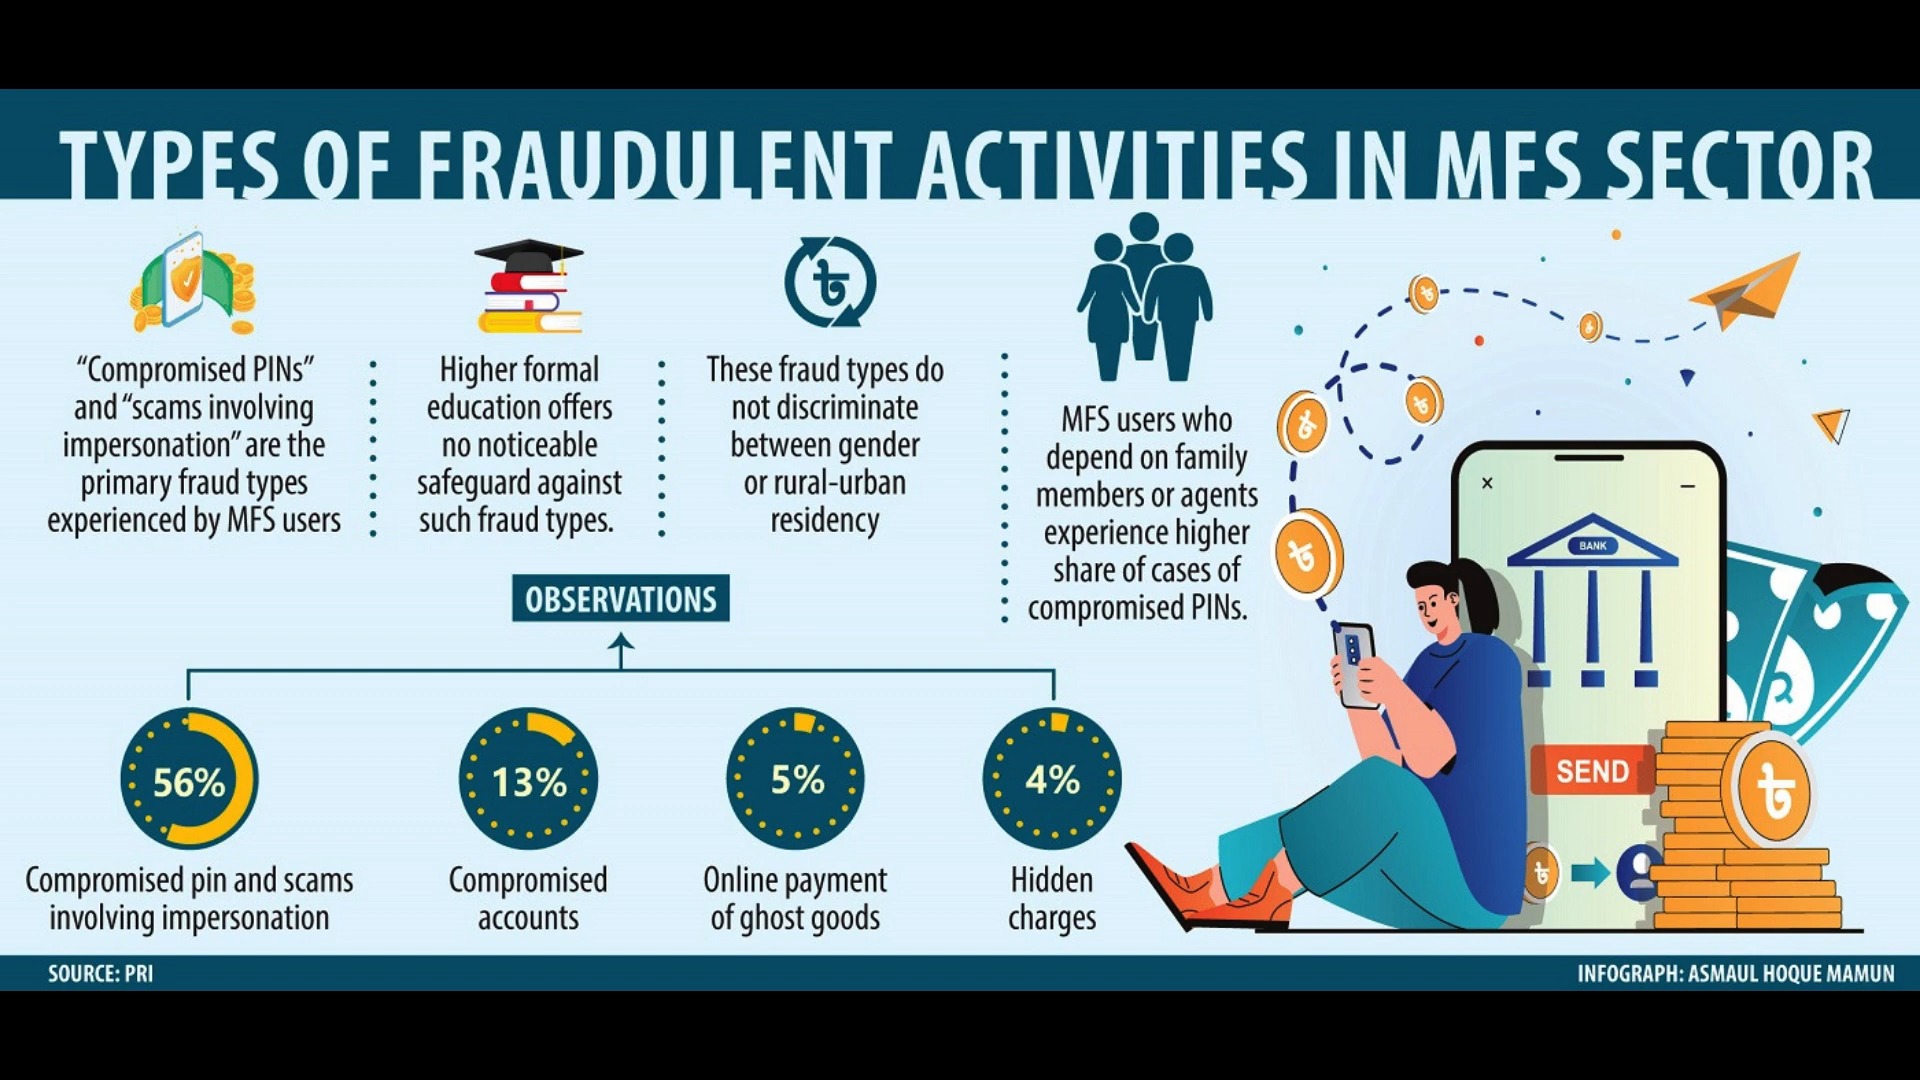 TYPES OF FRAUDULENT ACTIVITIES IN MFS SECTOR
“Compromised PINs”
and “scams involving
impersonation” are the
primary fraud types
experienced by MFS users
Higher formal
education offers
no noticeable
safeguard against
such fraud types.
These fraud types do
not discriminate
between gender
or rural-urban
residency
MFS users who
depend on family
members or agents
experience higher
share of cases of
compromised PINs.
OBSERVATIONS
56%
Compromised pin and scams
involving impersonation
13%
Compromised
accounts
5%
Online payment
of ghost goods
4%
Hidden
charges
৳
৳
৳
৳
৳
৳
৳
BANK
SEND
৳
৳
২
SOURCE: PRI
INFOGRAPH: ASMAUL HOQUE MAMUN